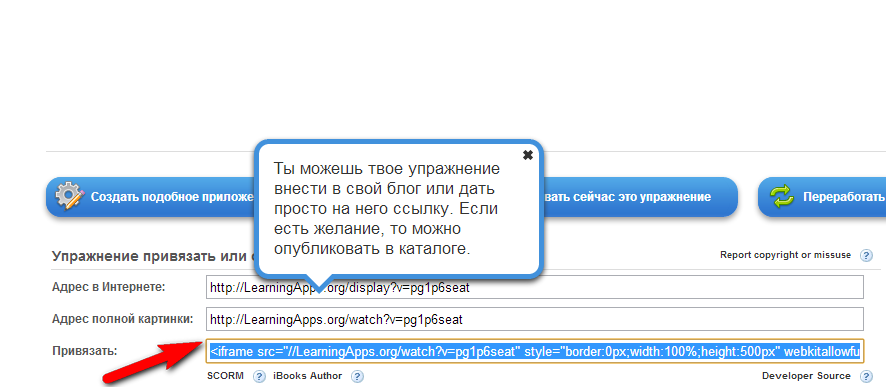 ✖
Ты можешь твое упражнение
внести в свой блог или дать
просто на него ссылку. Если
есть желание, то можно
опубликовать в каталоге.
Создать подобное приложе
вать сейчас это упражнение
Переработать
Упражнение привязать или
Report copyright or missuse ?
Адрес в Интернете: http://LearningApps.org/display?v=pg1p6seat
Адрес полной картинки: http://LearningApps.org/watch?v=pg1p6seat
Привязать: <iframe src="//LearningApps.org/watch?v=pg1p6seat" style="border:0px;width:100%;height:500px" webkitallowfu
SCORM ? iBooks Author ? Developer Source ?